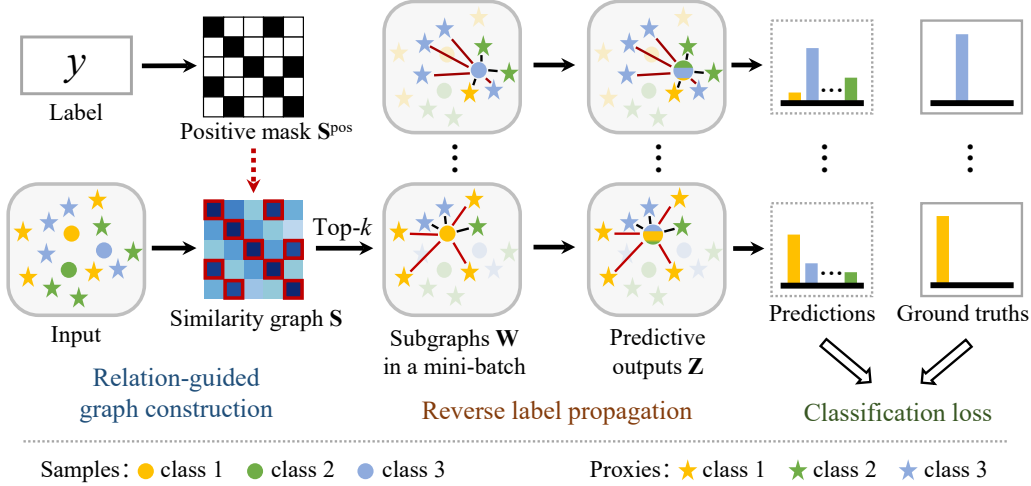 y
Label
Positive mask S^pos
Top-k
Input
Similarity graph S
Subgraphs W
in a mini-batch
Predictive
outputs Z
Predictions
Ground truths
Relation-guided
graph construction
Reverse label propagation
Classification loss
Samples: class 1 class 2 class 3
Proxies: class 1 class 2 class 3